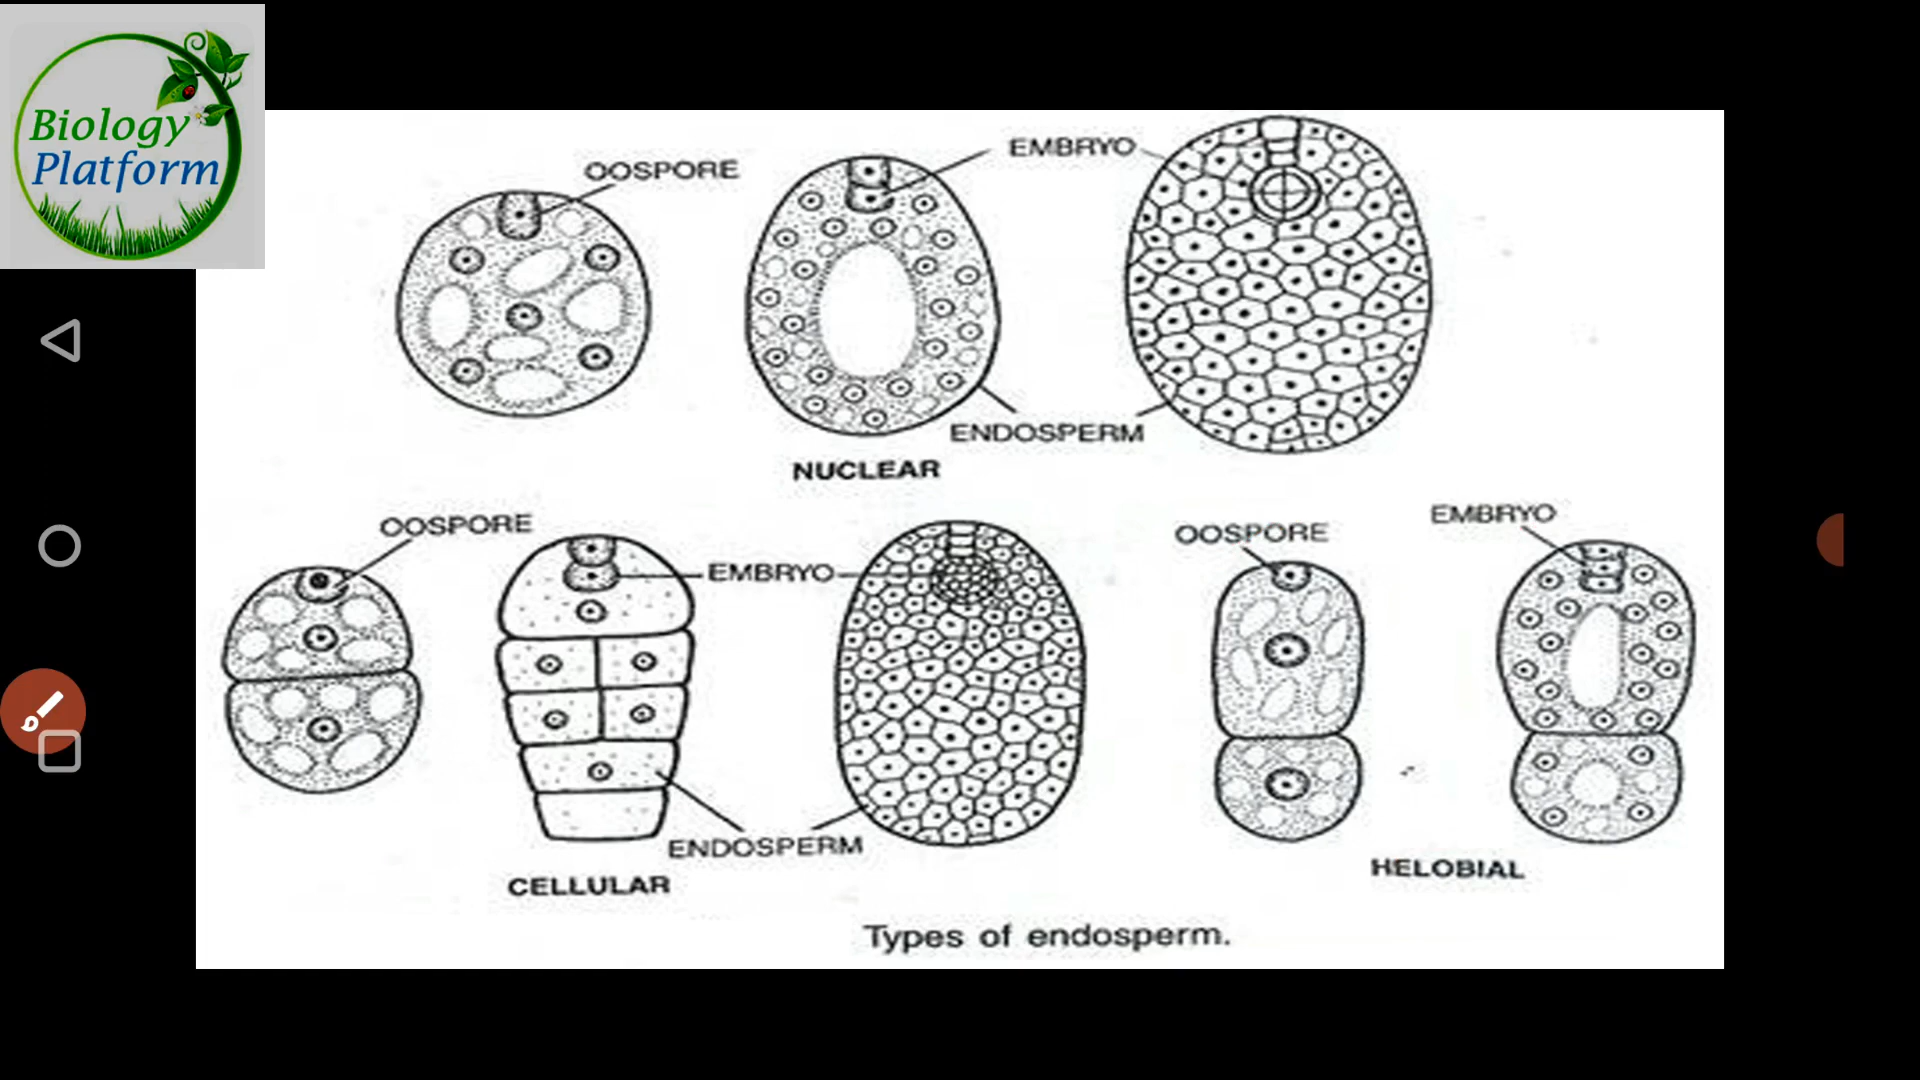 Biology
Platform
OOSPORE
EMBRYO
ENDOSPERM
NUCLEAR
OOSPORE
EMBRYO
ENDOSPERM
CELLULAR
OOSPORE
EMBRYO
HELOBIAL
Types of endosperm.